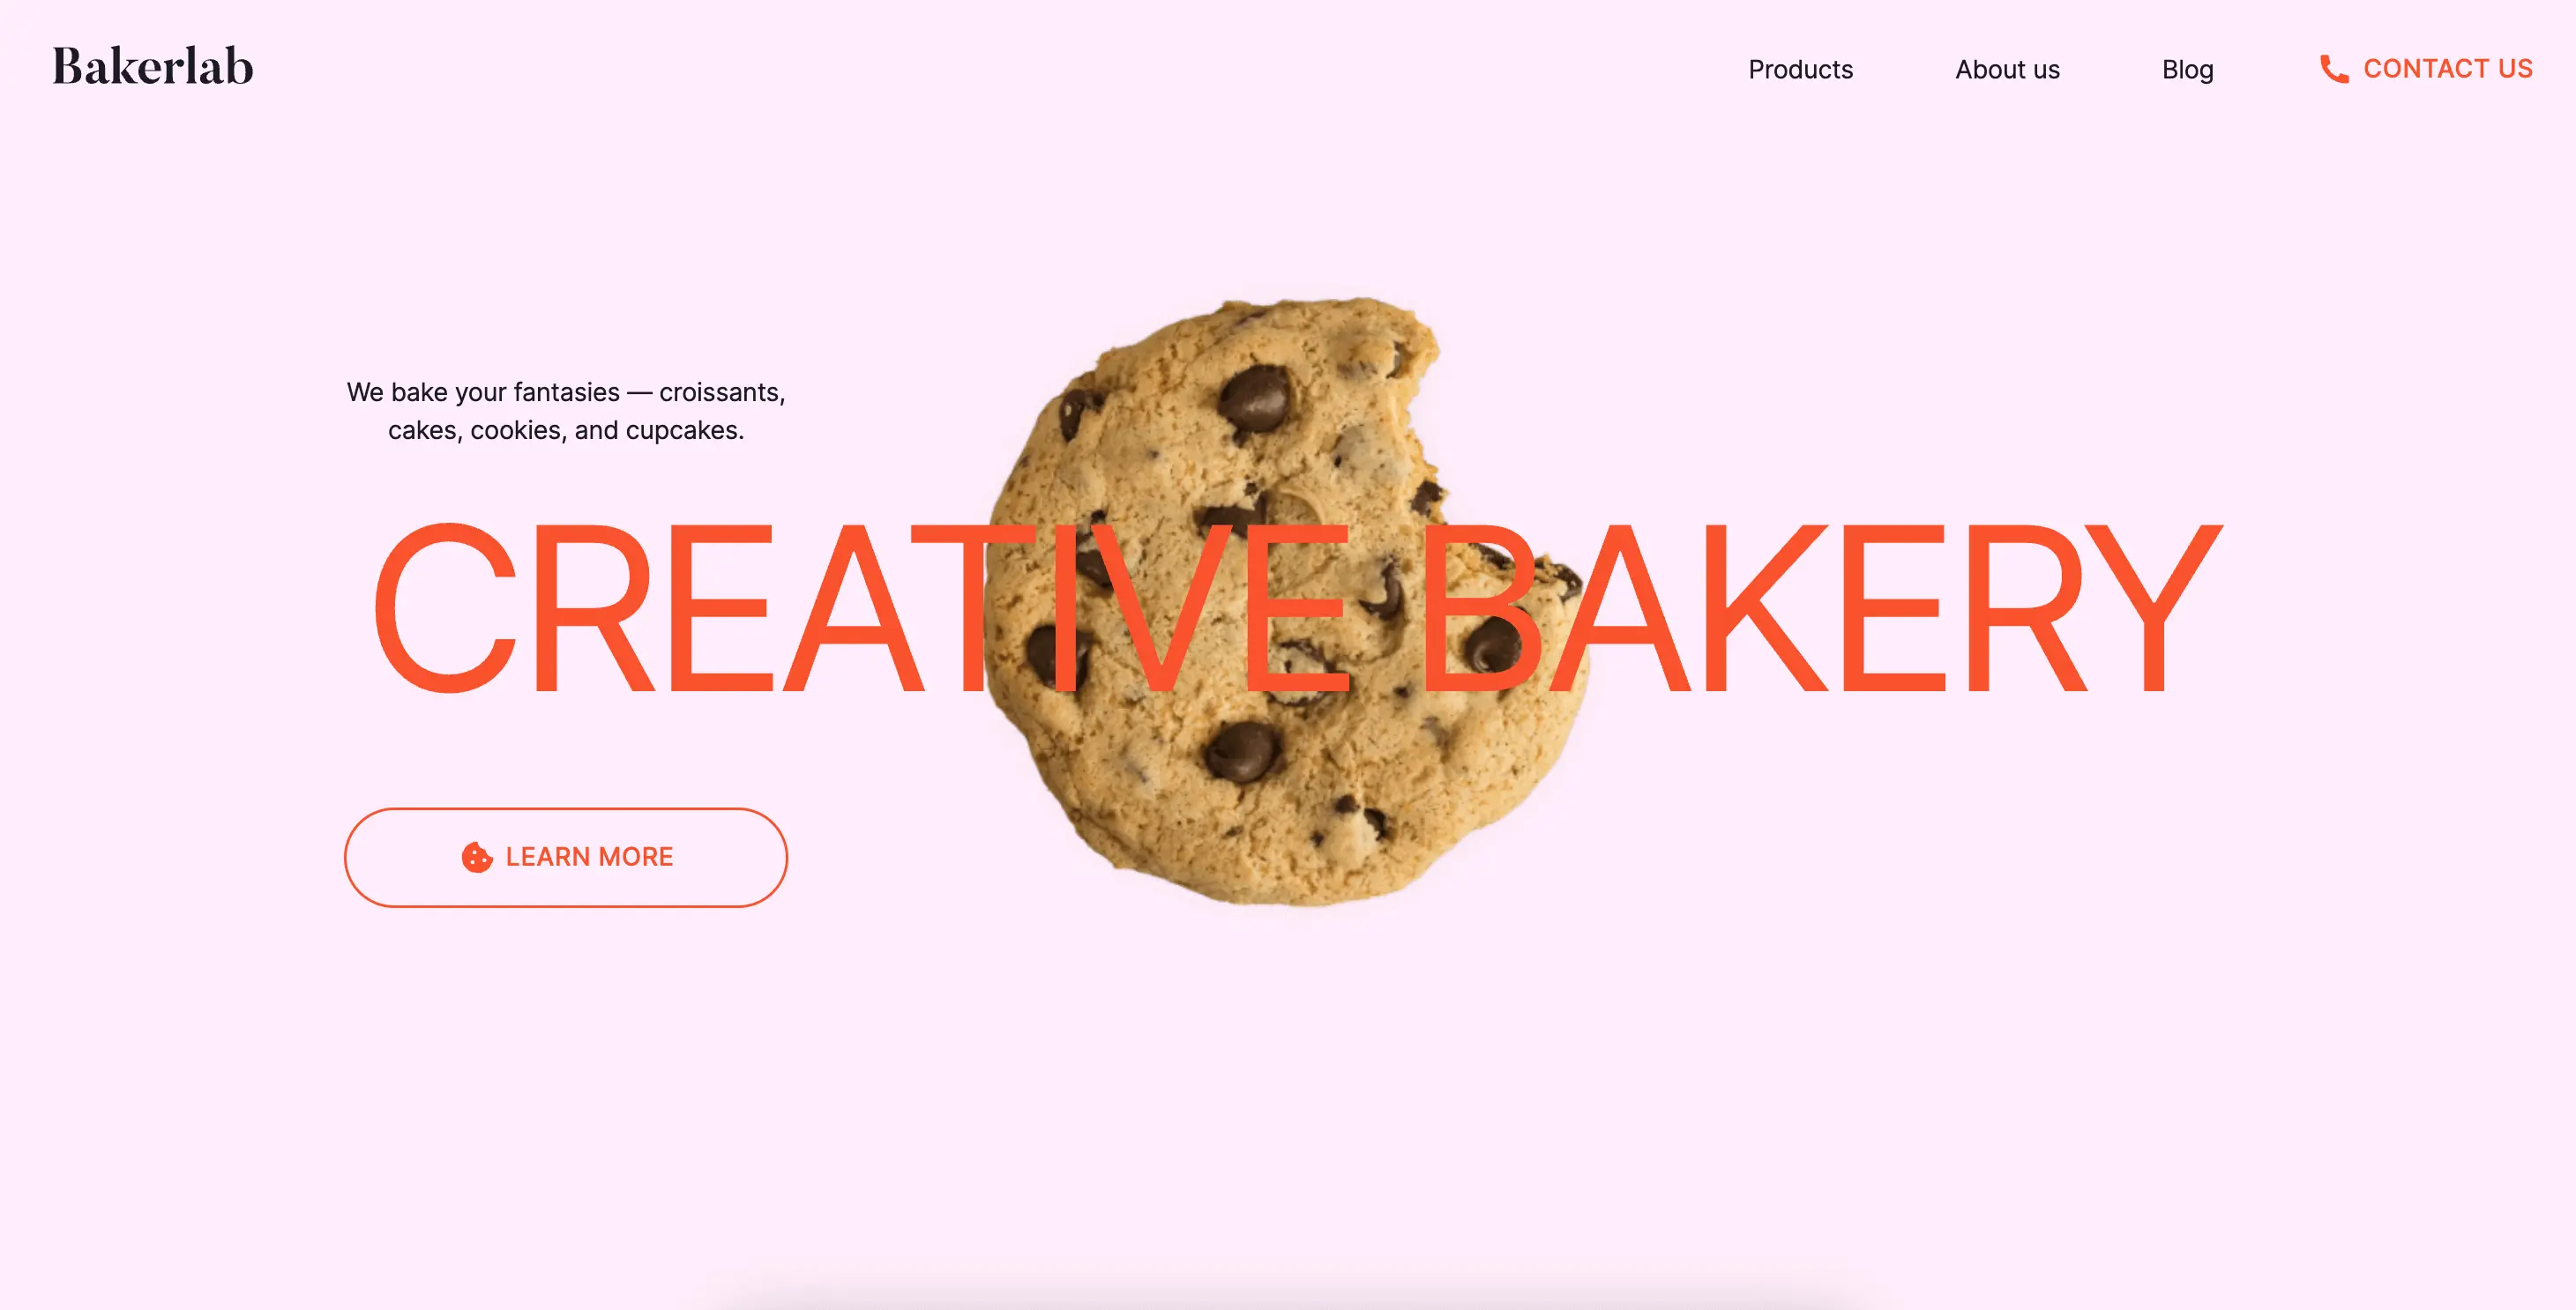 Bakerlab
Products
About us
Blog
CONTACT US
We bake your fantasies — croissants,
cakes, cookies, and cupcakes.
CREATIVE BAKERY
LEARN MORE